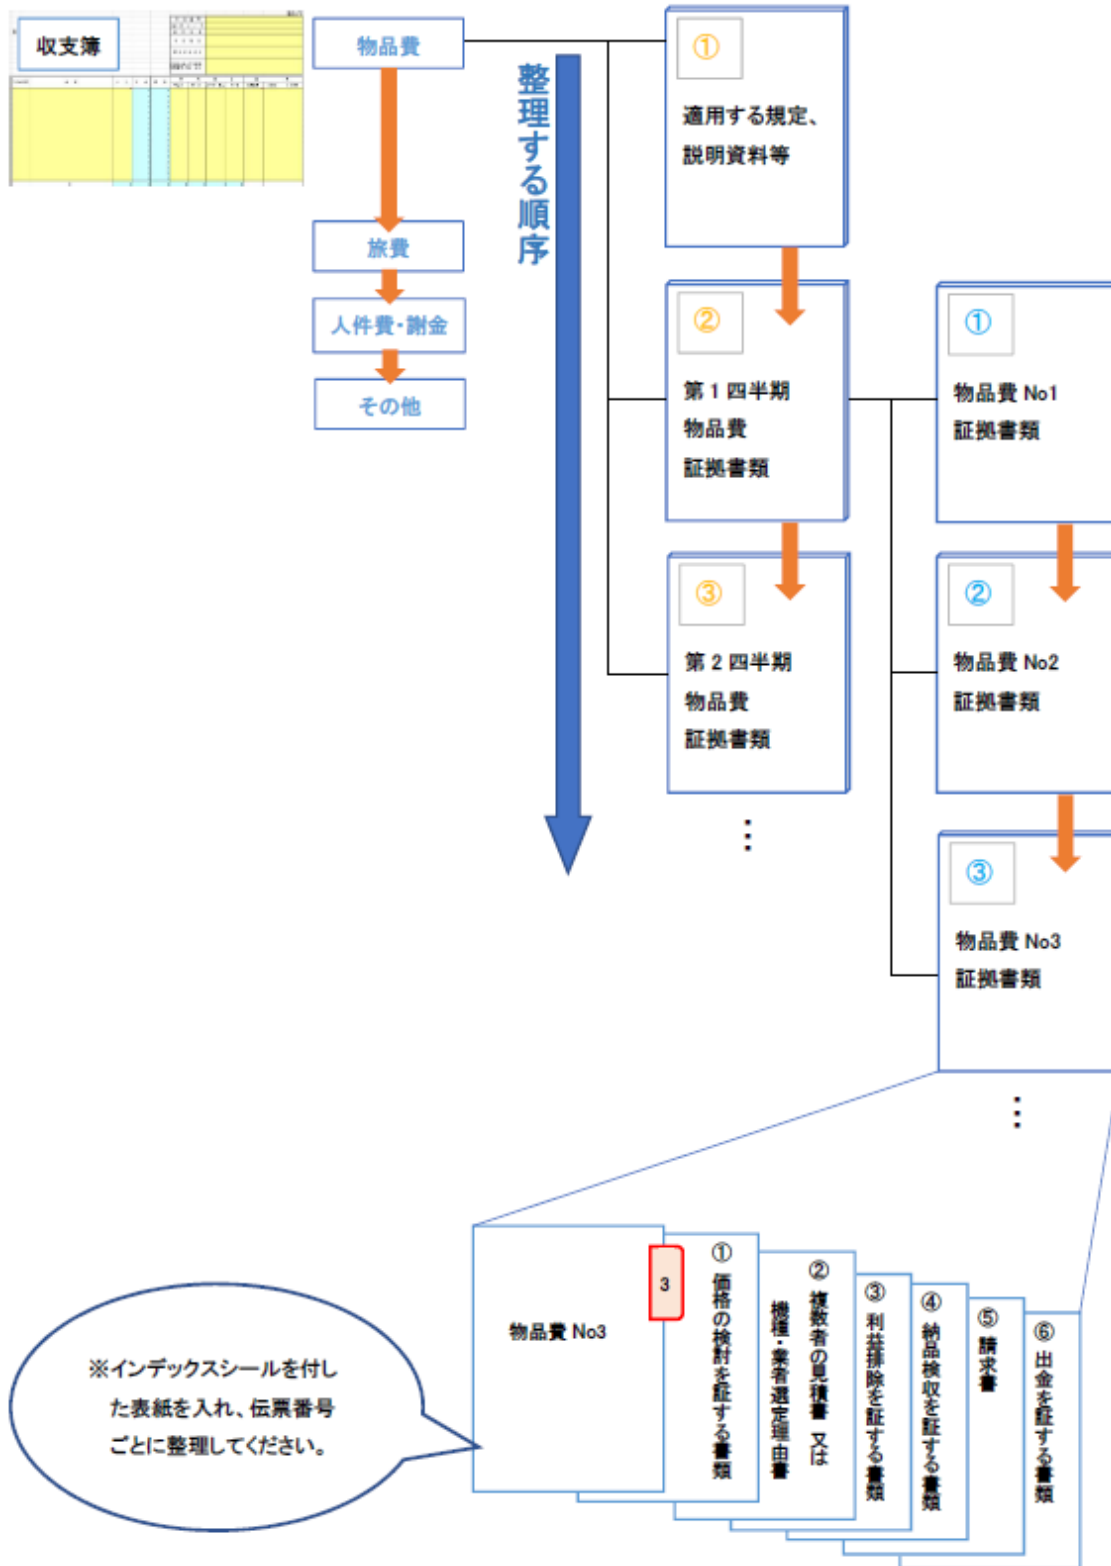 収支簿
物品費
旅費
人件費・謝金
その他
整理する順序
①
適用する規定、
説明資料等
②
第1四半期
物品費
証拠書類
③
第2四半期
物品費
証拠書類
⋮
①
物品費 No1
証拠書類
②
物品費 No2
証拠書類
③
物品費 No3
証拠書類
⋮
物品費 No3
3
① 価格の検討を証する書類
② 複数者の見積書 又は
機種・業者選定理由書
③ 利益排除を証する書類
④ 納品検収を証する書類
⑤ 請求書
⑥ 出金を証する書類
※インデックスシールを付し
た表紙を入れ、伝票番号
ごとに整理してください。